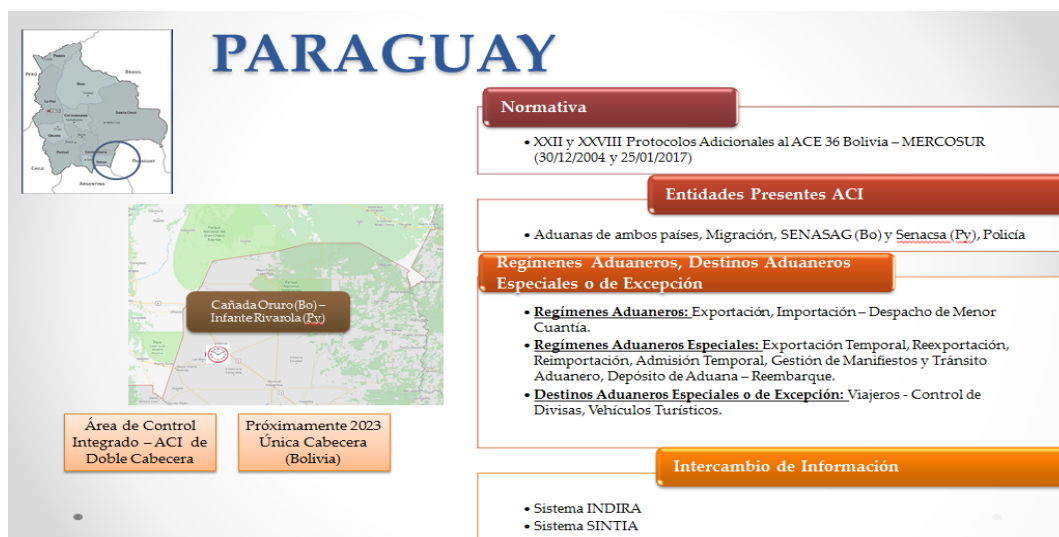 PARAGUAY
PERÚ
BRASIL
CHILE
PARAGUAY
ARGENTINA
Normativa
• XXII y XXVIII Protocolos Adicionales al ACE 36 Bolivia – MERCOSUR
(30/12/2004 y 25/01/2017)
Entidades Presentes ACI
• Aduanas de ambos países, Migración, SENASAG (Bo) y Senacsa (Py), Policía
Regímenes Aduaneros, Destinos Aduaneros
Especiales o de Excepción
• Regímenes Aduaneros: Exportación, Importación – Despacho de Menor
Cuantía.
• Regímenes Aduaneros Especiales: Exportación Temporal, Reexportación,
Reimportación, Admisión Temporal, Gestión de Manifiestos y Tránsito
Aduanero, Depósito de Aduana – Reembarque.
• Destinos Aduaneros Especiales o de Excepción: Viajeros - Control de
Divisas, Vehículos Turísticos.
Cañada Oruro (Bo) –
Infante Rivarola (Py)
Área de Control
Integrado – ACI de
Doble Cabecera
Próximamente 2023
Única Cabecera
(Bolivia)
Intercambio de Información
• Sistema INDIRA
• Sistema SINTIA